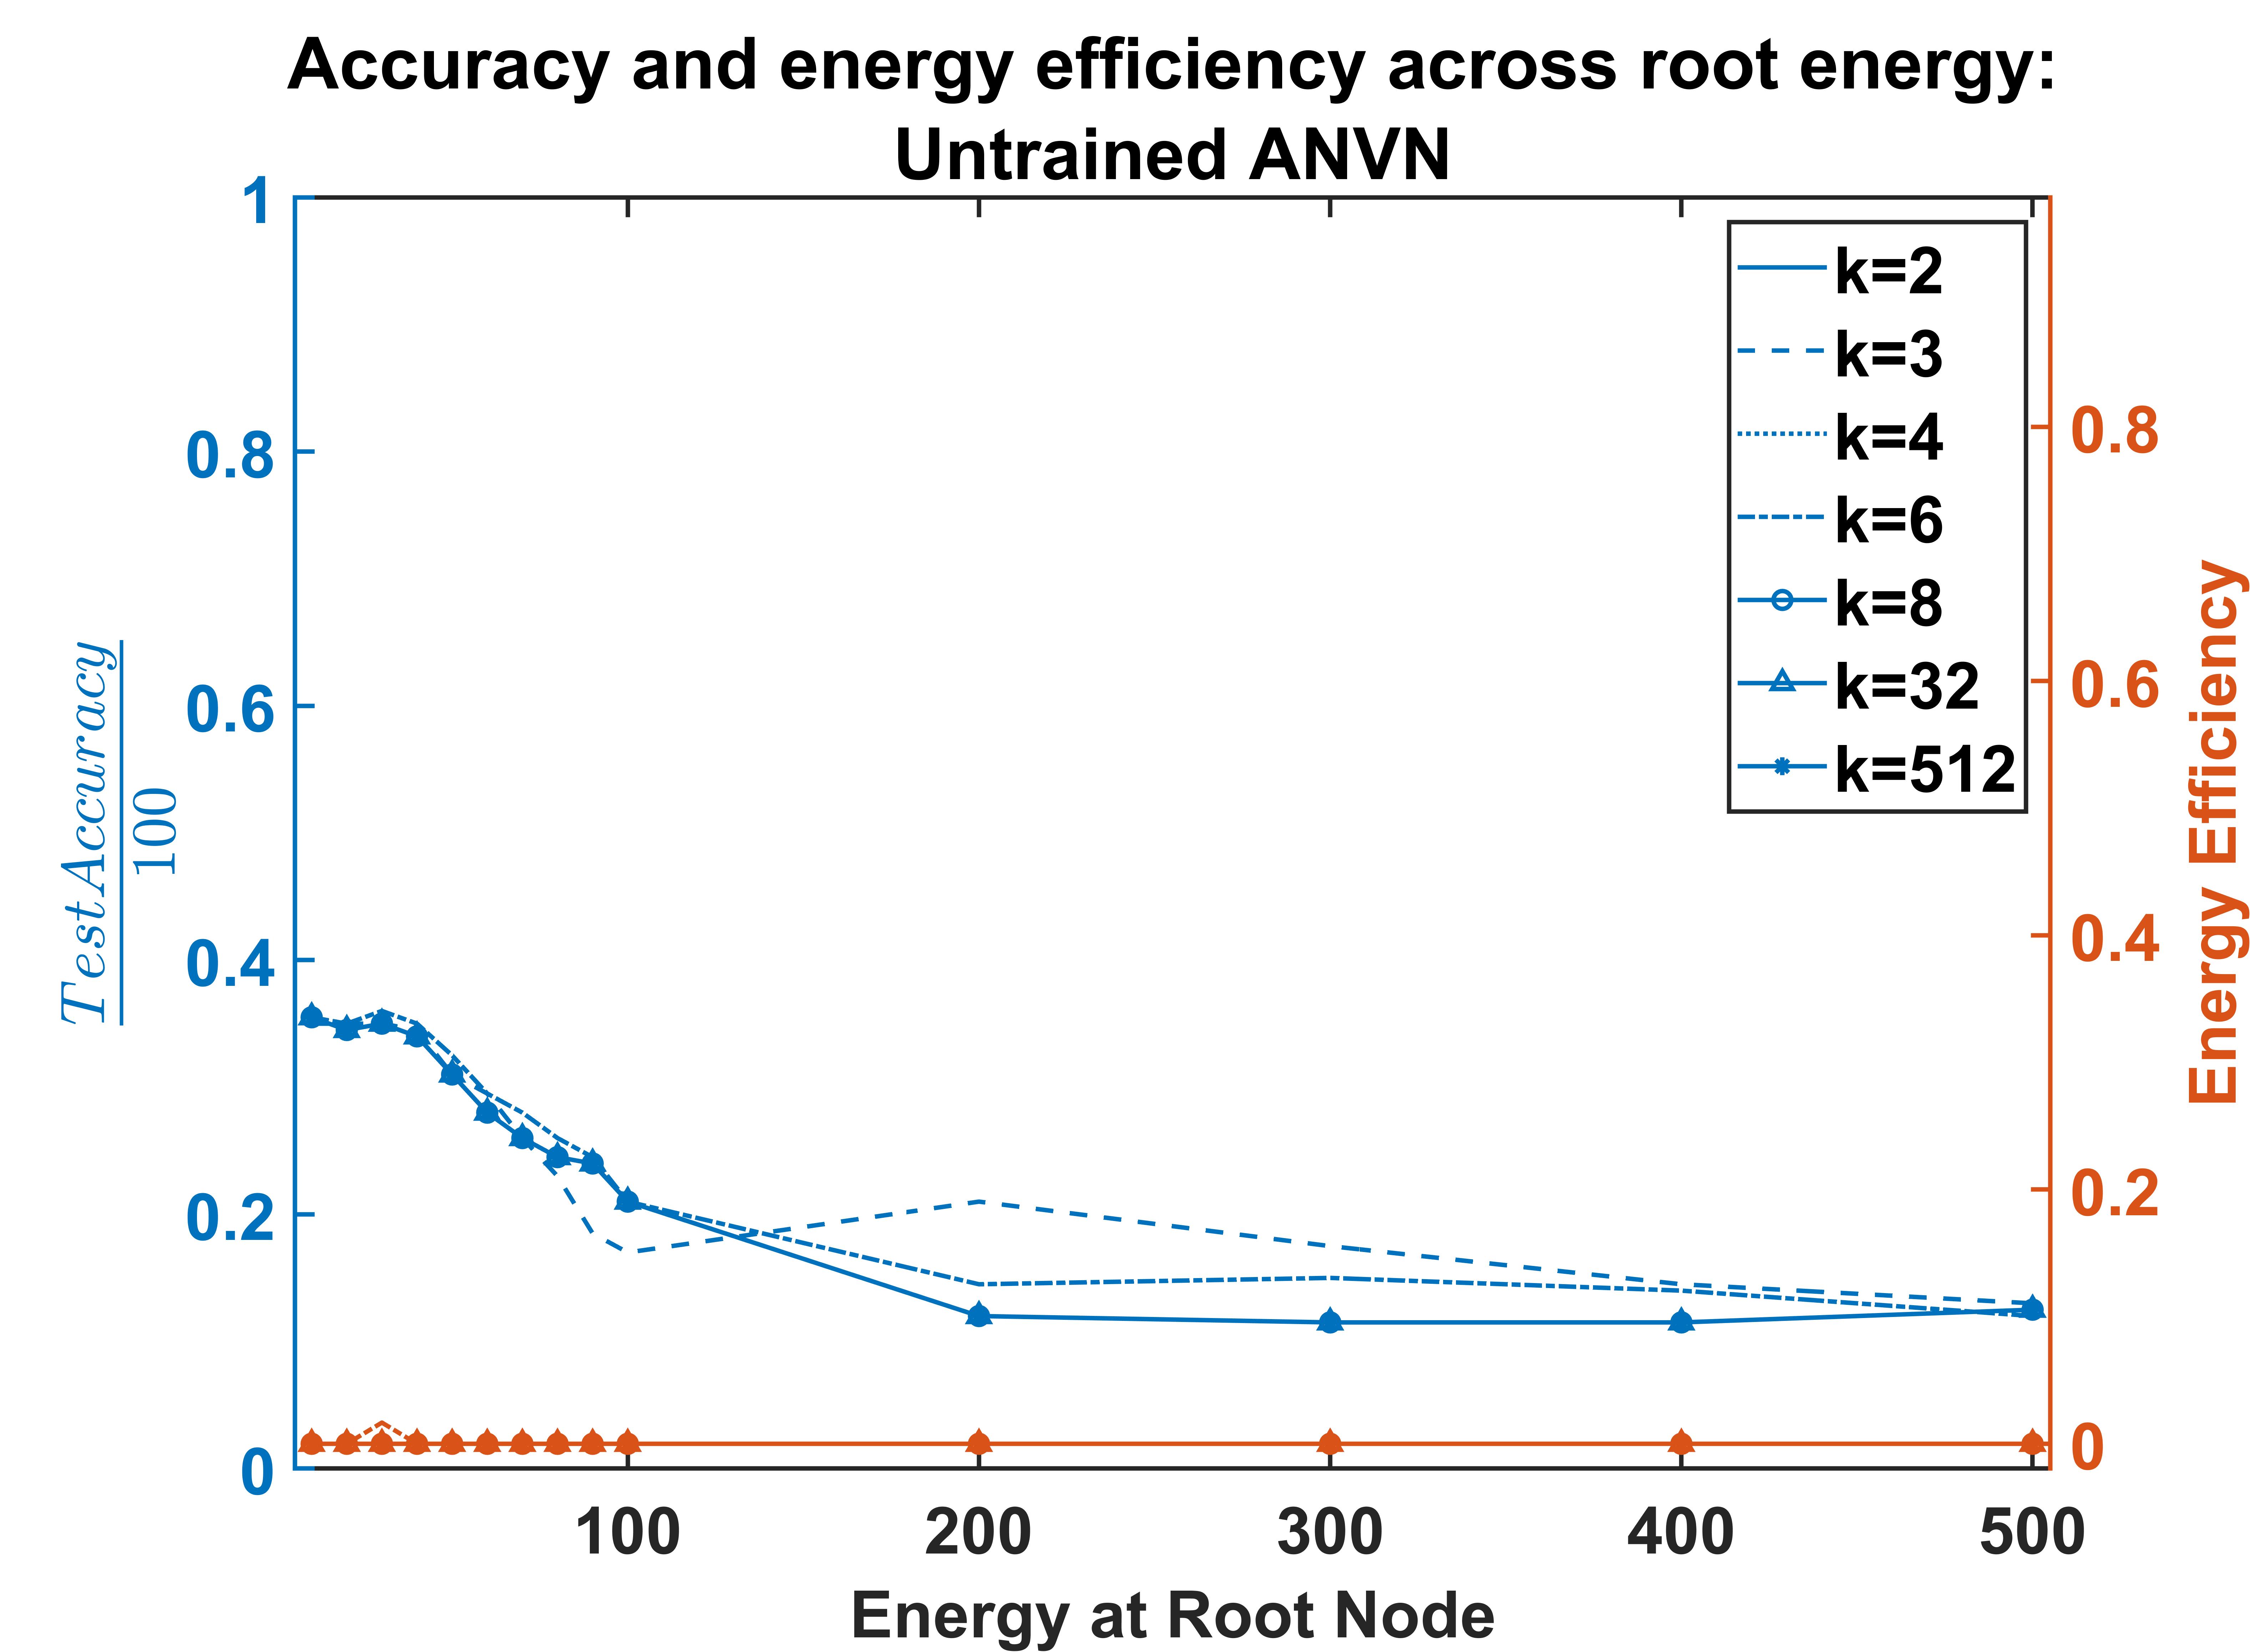 Accuracy and energy efficiency across root energy:
Untrained ANVN
1
0.8
0.6
0.4
0.2
0
TestAccuracy
100
k=2
k=3
k=4
k=6
k=8
k=32
k=512
0.8
0.6
0.4
0.2
0
Energy Efficiency
100
200
300
400
500
Energy at Root Node